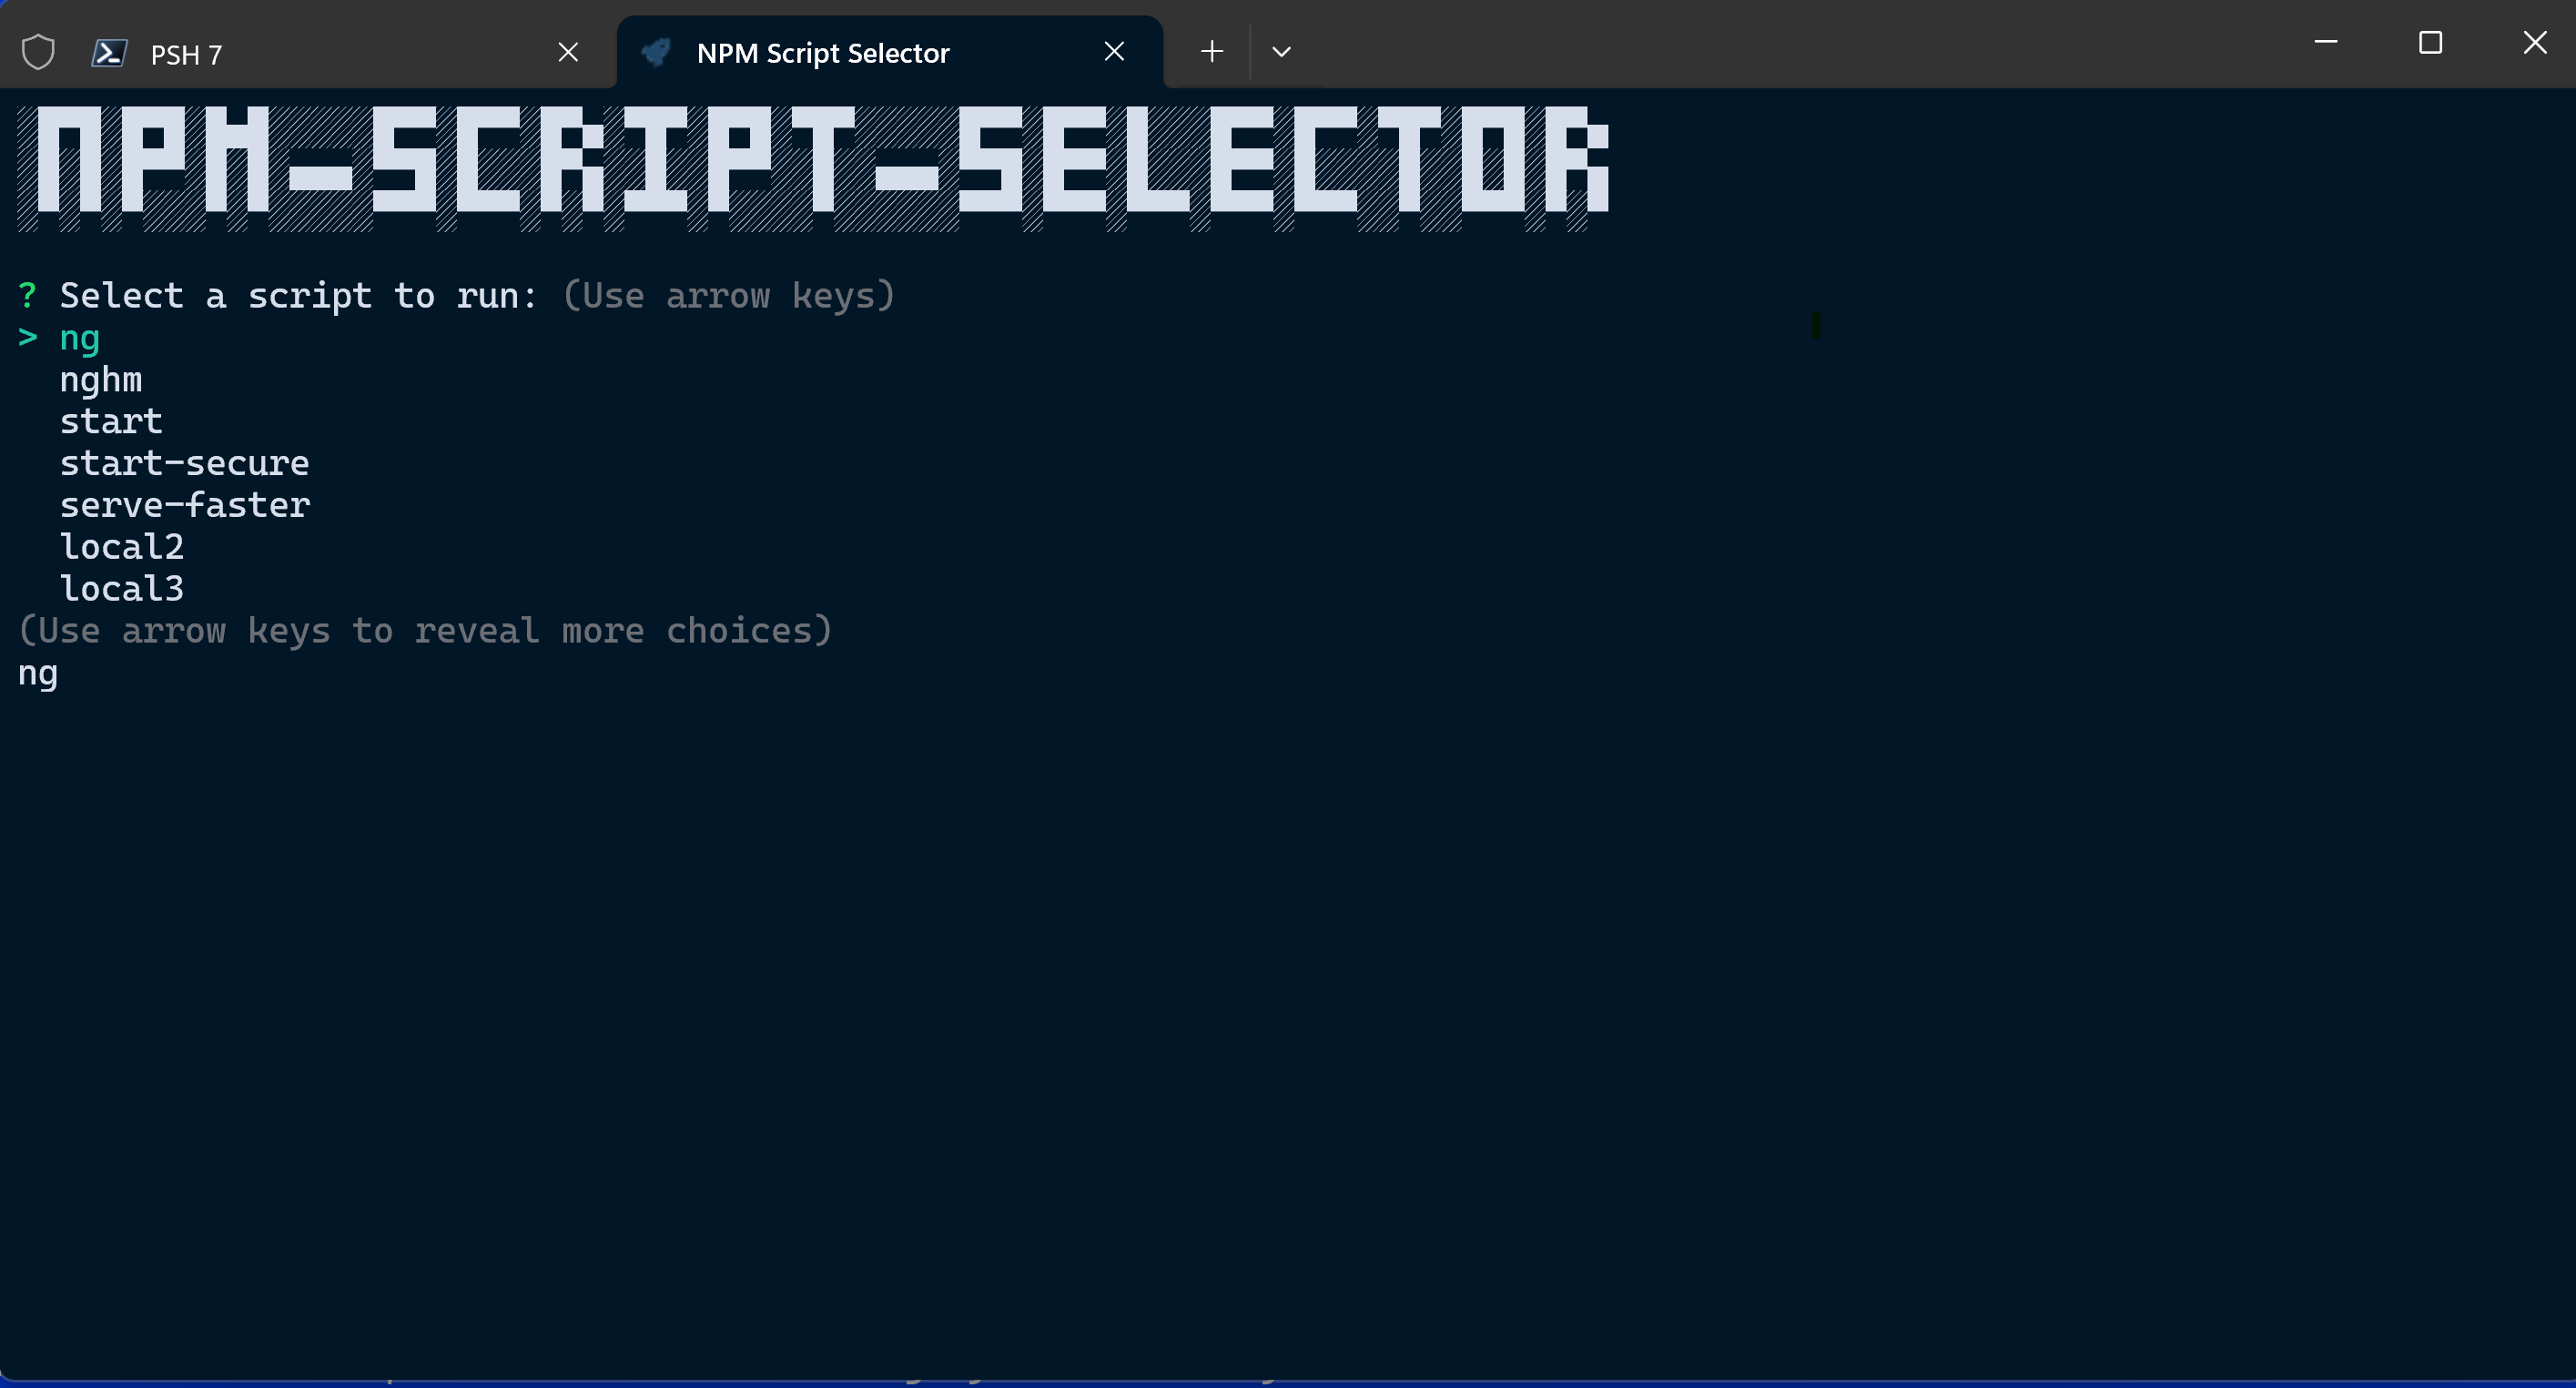 PSH 7
NPM Script Selector
NPM-SCRIPT-SELECTOR
? Select a script to run: (Use arrow keys)
> ng
nghm
start
start-secure
serve-faster
local2
local3
(Use arrow keys to reveal more choices)
ng